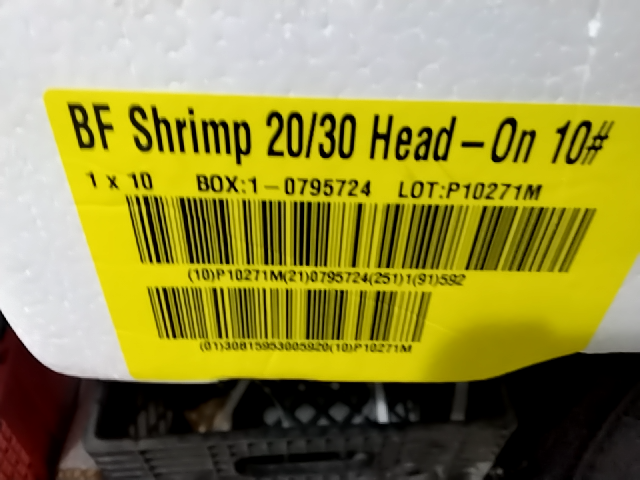 BF Shrimp 20/30 Head-On 10#
1 x 10 BOX:1-0795724 LOT:P10271M
(10)P10271M(21)0795724(251)1(91)592
(01)30815953005920(10)P10271M